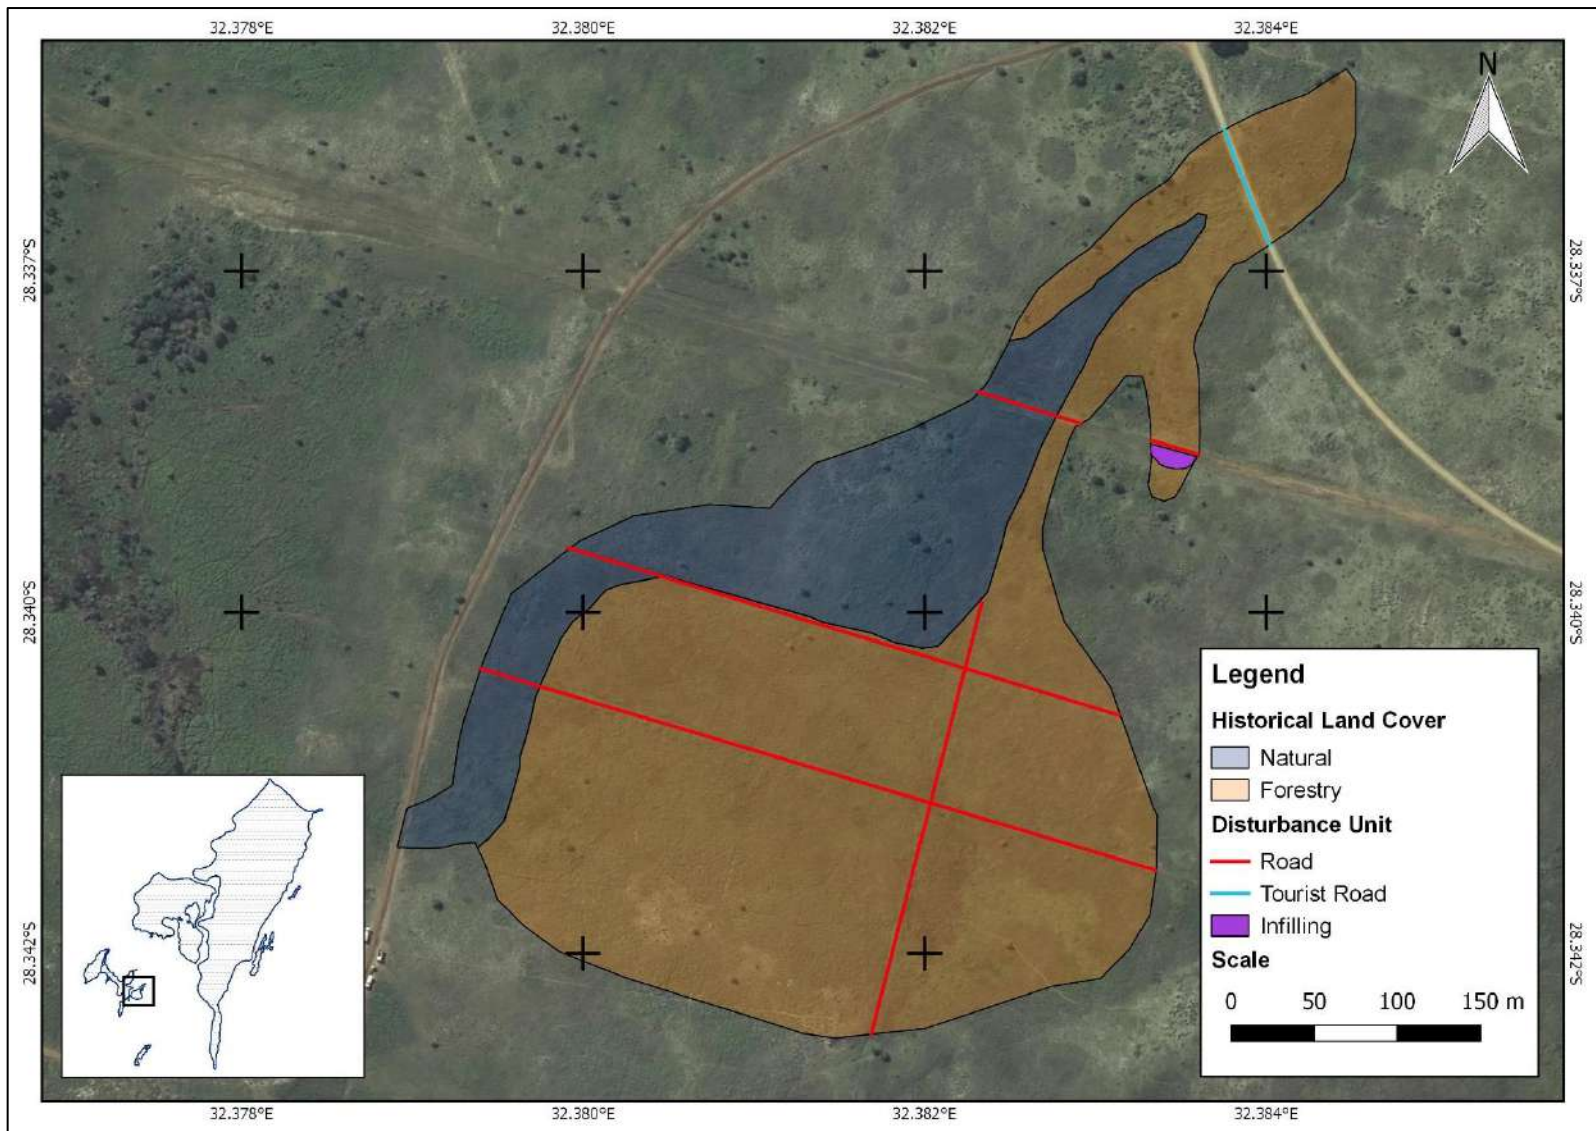 32.378°E 32.380°E 32.382°E 32.384°E
N
28.337°S 28.337°S
28.340°S 28.340°S
28.342°S 28.342°S
Legend
Historical Land Cover
Natural
Forestry
Disturbance Unit
Road
Tourist Road
Infilling
Scale
0 50 100 150 m
32.378°E 32.380°E 32.382°E 32.384°E